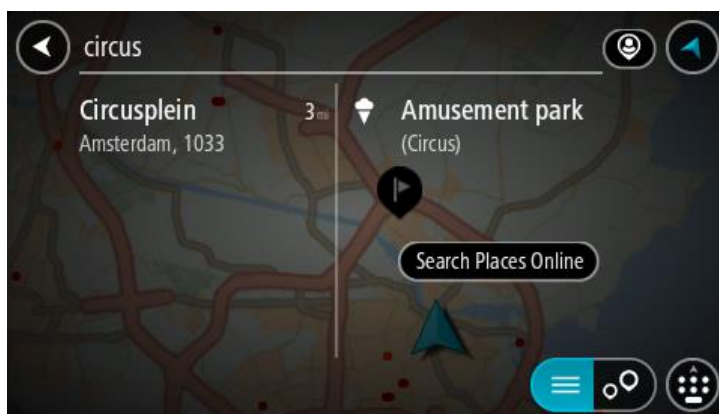 circus
Circusplein 3 mi
Amsterdam, 1033
Amusement park
(Circus)
Search Places Online